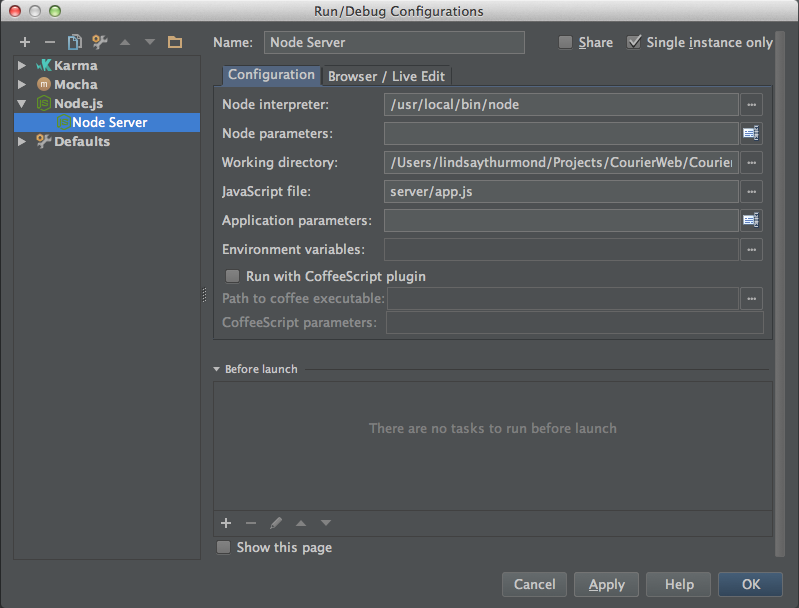 Run/Debug Configurations
Name: Node Server Share Single instance only
Karma
Mocha
Node.js
Node Server
Defaults
Configuration Browser / Live Edit
Node interpreter: /usr/local/bin/node
Node parameters:
Working directory: /Users/lindsaythurmond/Projects/CourierWeb/Courier
JavaScript file: server/app.js
Application parameters:
Environment variables:
Run with CoffeeScript plugin
Path to coffee executable:
CoffeeScript parameters:
Before launch
There are no tasks to run before launch
Show this page
Cancel Apply Help OK